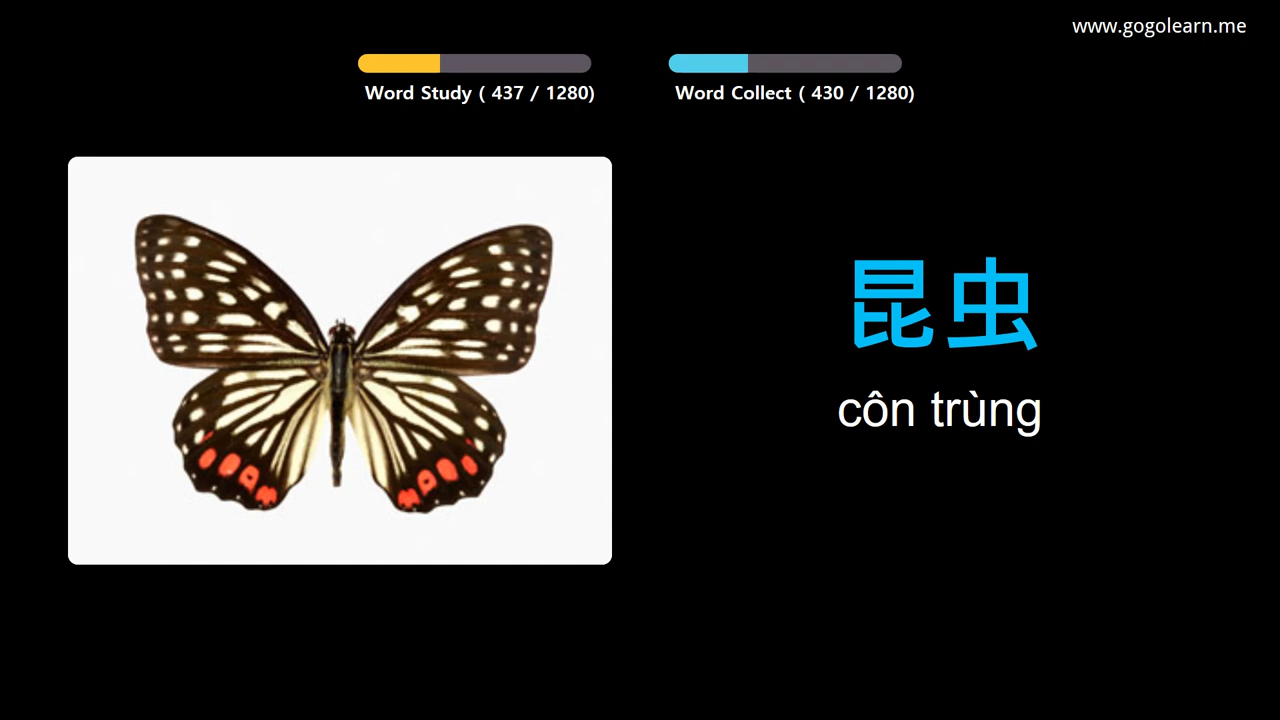 www.gogolearn.me
Word Study ( 437 / 1280)
Word Collect ( 430 / 1280)
昆虫
côn trùng